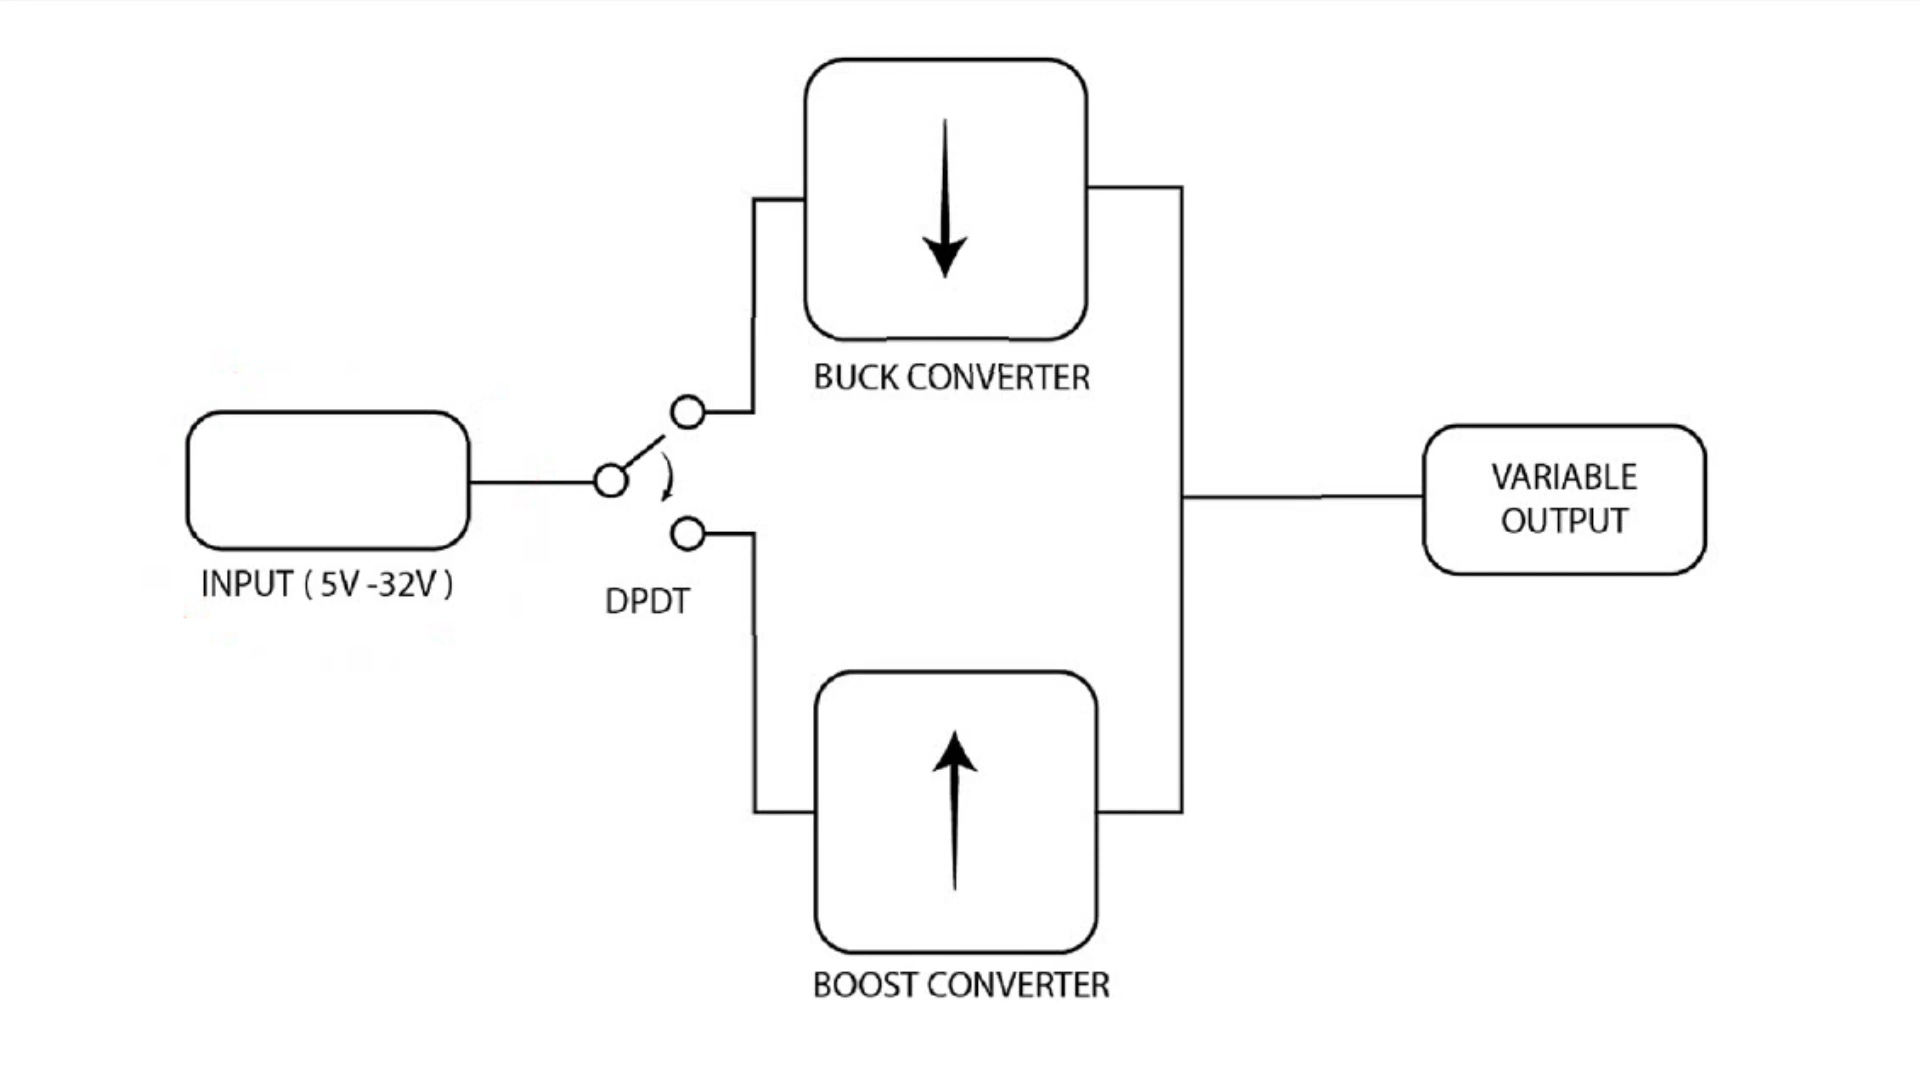 BUCK CONVERTER
INPUT ( 5V -32V )
DPDT
VARIABLE
OUTPUT
BOOST CONVERTER